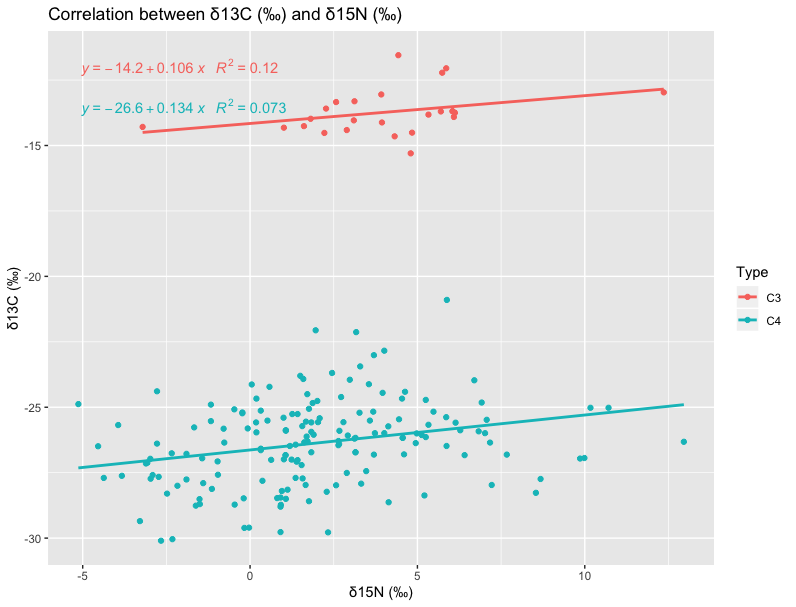 Correlation between δ13C (‰) and δ15N (‰)
y = −14.2 + 0.106 x R² = 0.12
y = −26.6 + 0.134 x R² = 0.073
-15
-20
-25
-30
δ13C (‰)
-5 0 5 10
δ15N (‰)
Type
C3
C4